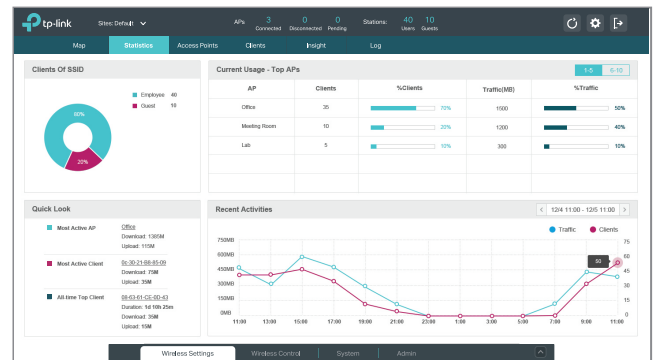 tp-link
Sites: Default
APs 3 0 0 Stations: 40 10
Connected Disconnected Pending Users Guests
Map Statistics Access Points Clients Insight Log
Clients Of SSID
Employee 40
Guest 10
80%
20%
Current Usage - Top APs 1-5 6-10
AP Clients %Clients Traffic(MB) %Traffic
Office 35 70% 1500 50%
Meeting Room 10 20% 1200 40%
Lab 5 10% 300 10%
Quick Look
Most Active AP Office
Download: 1385M
Upload: 115M
Most Active Client 0c-30-21-B8-85-09
Download: 75M
Upload: 35M
All-time Top Client 08-63-61-CE-0D-43
Duration: 1d 10h 25m
Download: 39M
Upload: 15M
Recent Activities < 12/4 11:00 - 12/5 11:00 >
Traffic Clients
750MB 75
600MB 60
50
450MB 45
300MB 30
150MB 15
0MB 0
11:00 13:00 15:00 17:00 19:00 21:00 23:00 1:00 3:00 5:00 7:00 9:00 11:00
Wireless Settings Wireless Control System Admin